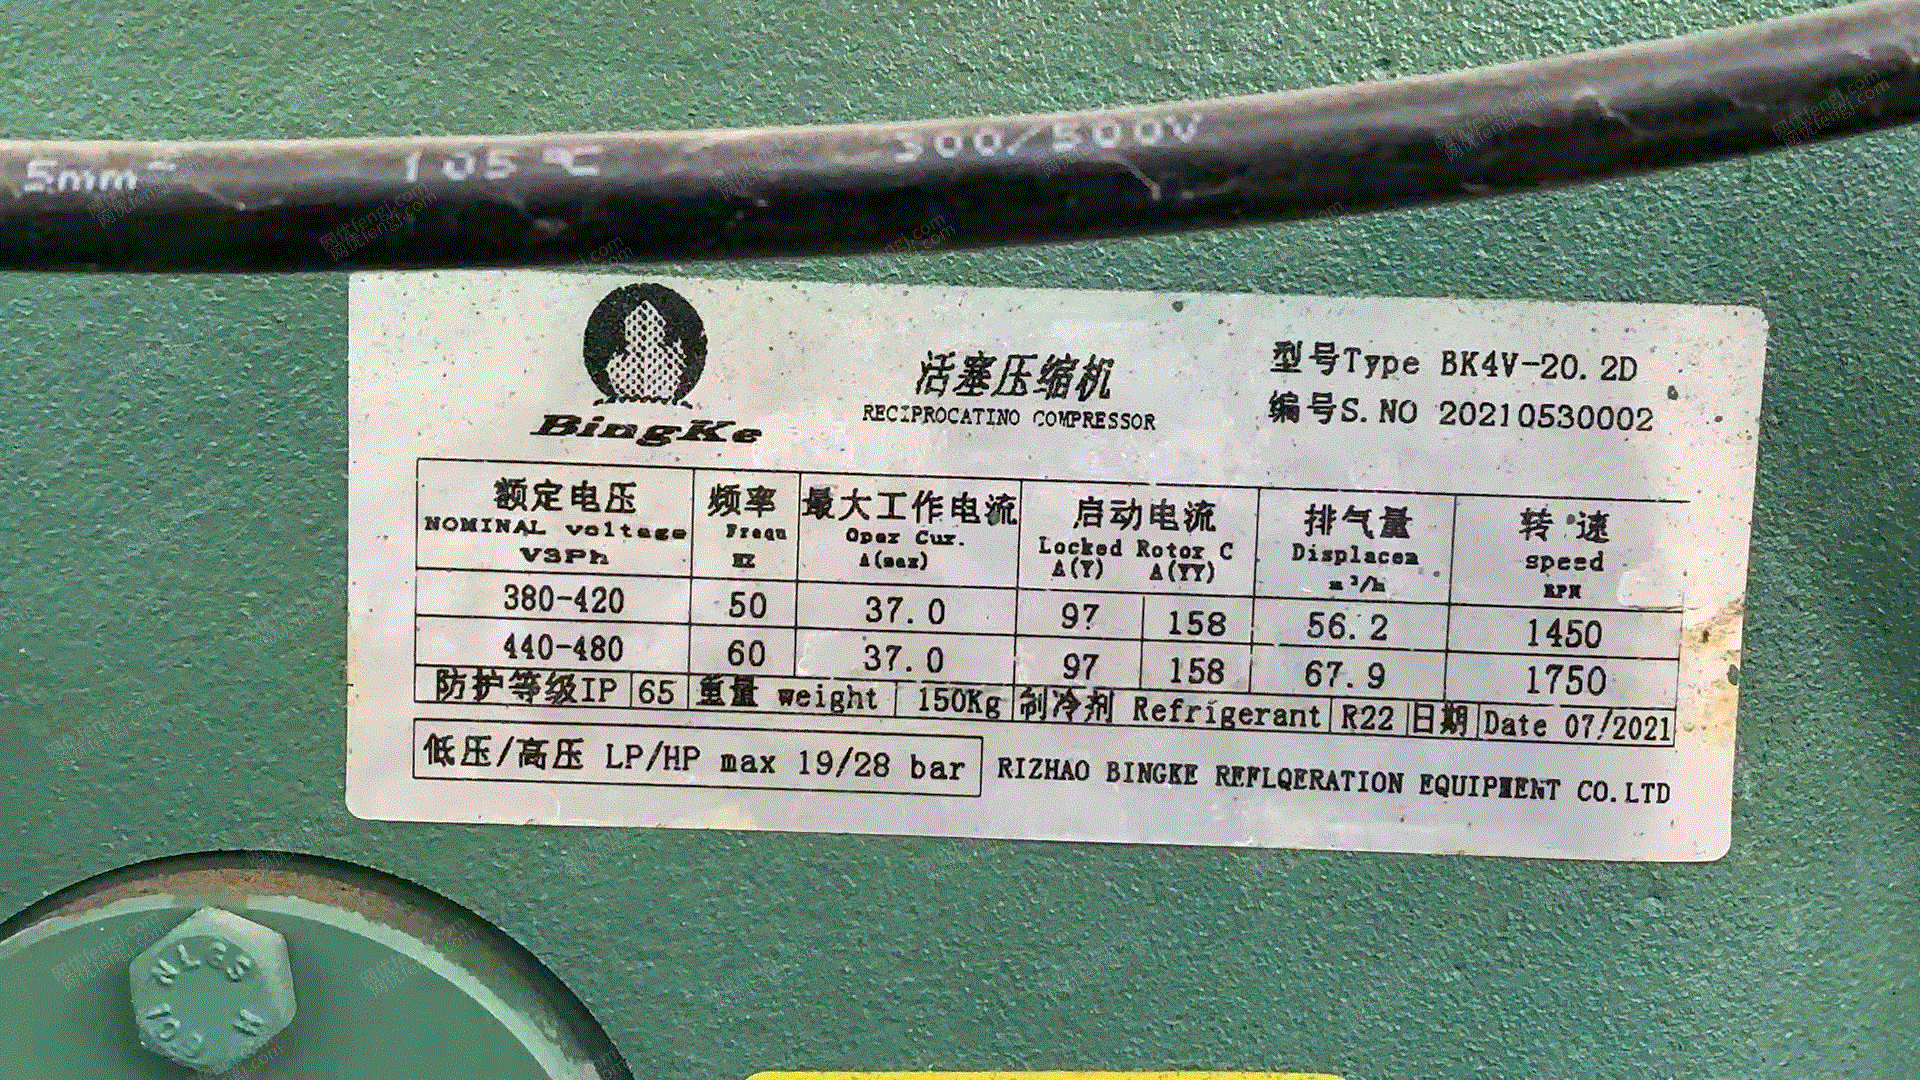 5mm² 105℃ 300/500V
BingKe
活塞压缩机
RECIPROCATINO COMPRESSOR
型号Type BK4V-20.2D
编号S.NO 20210530002
额定电压 频率 最大工作电流 启动电流 排气量 转速
NOMINAL voltage Frequ Oper Cur. Locked Rotor C Displacem speed
V3Ph HZ A(max) A(Y) A(YY) m³/h RPM
380-420 50 37.0 97 158 56.2 1450
440-480 60 37.0 97 158 67.9 1750
防护等级IP 65 重量 weight 150Kg 制冷剂 Refrigerant R22 日期 Date 07/2021
低压/高压 LP/HP max 19/28 bar
RIZHAO BINGKE REFLQERATION EQUIPMENT CO.LTD